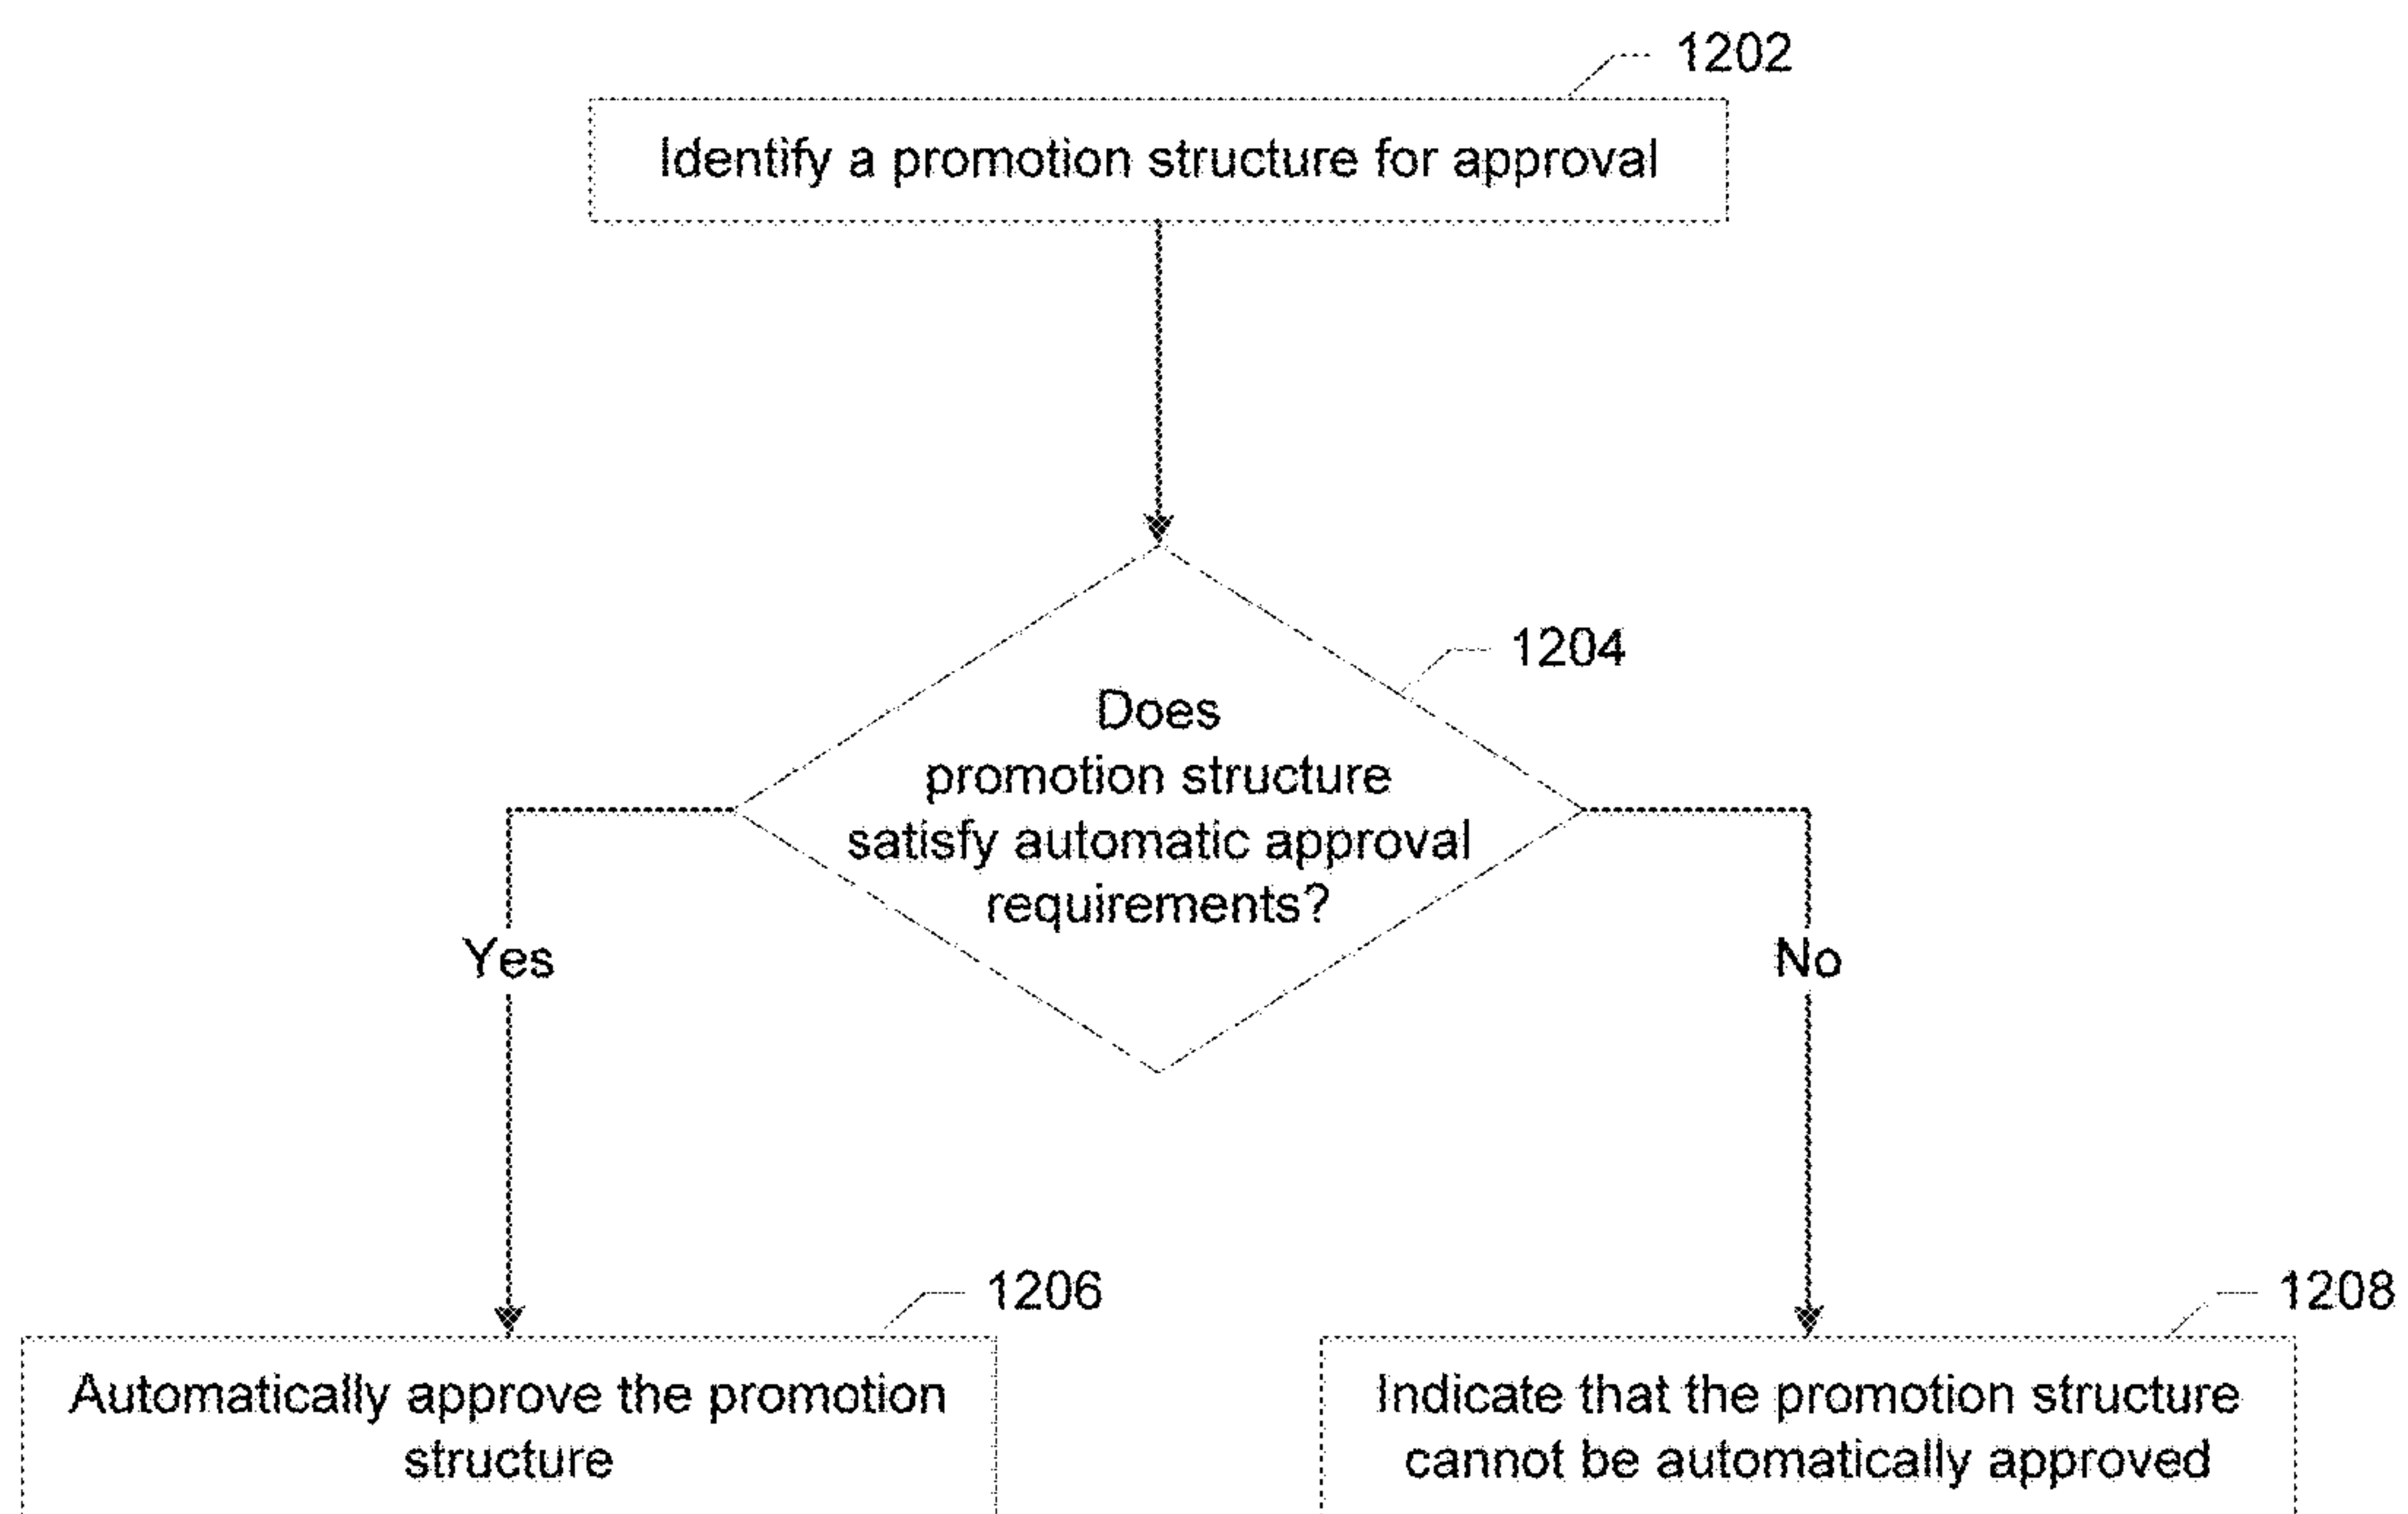 1202
Identify a promotion structure for approval
1204
Does
promotion structure
satisfy automatic approval
requirements?
Yes
No
1206
1208
Automatically approve the promotion
structure
Indicate that the promotion structure
cannot be automatically approved